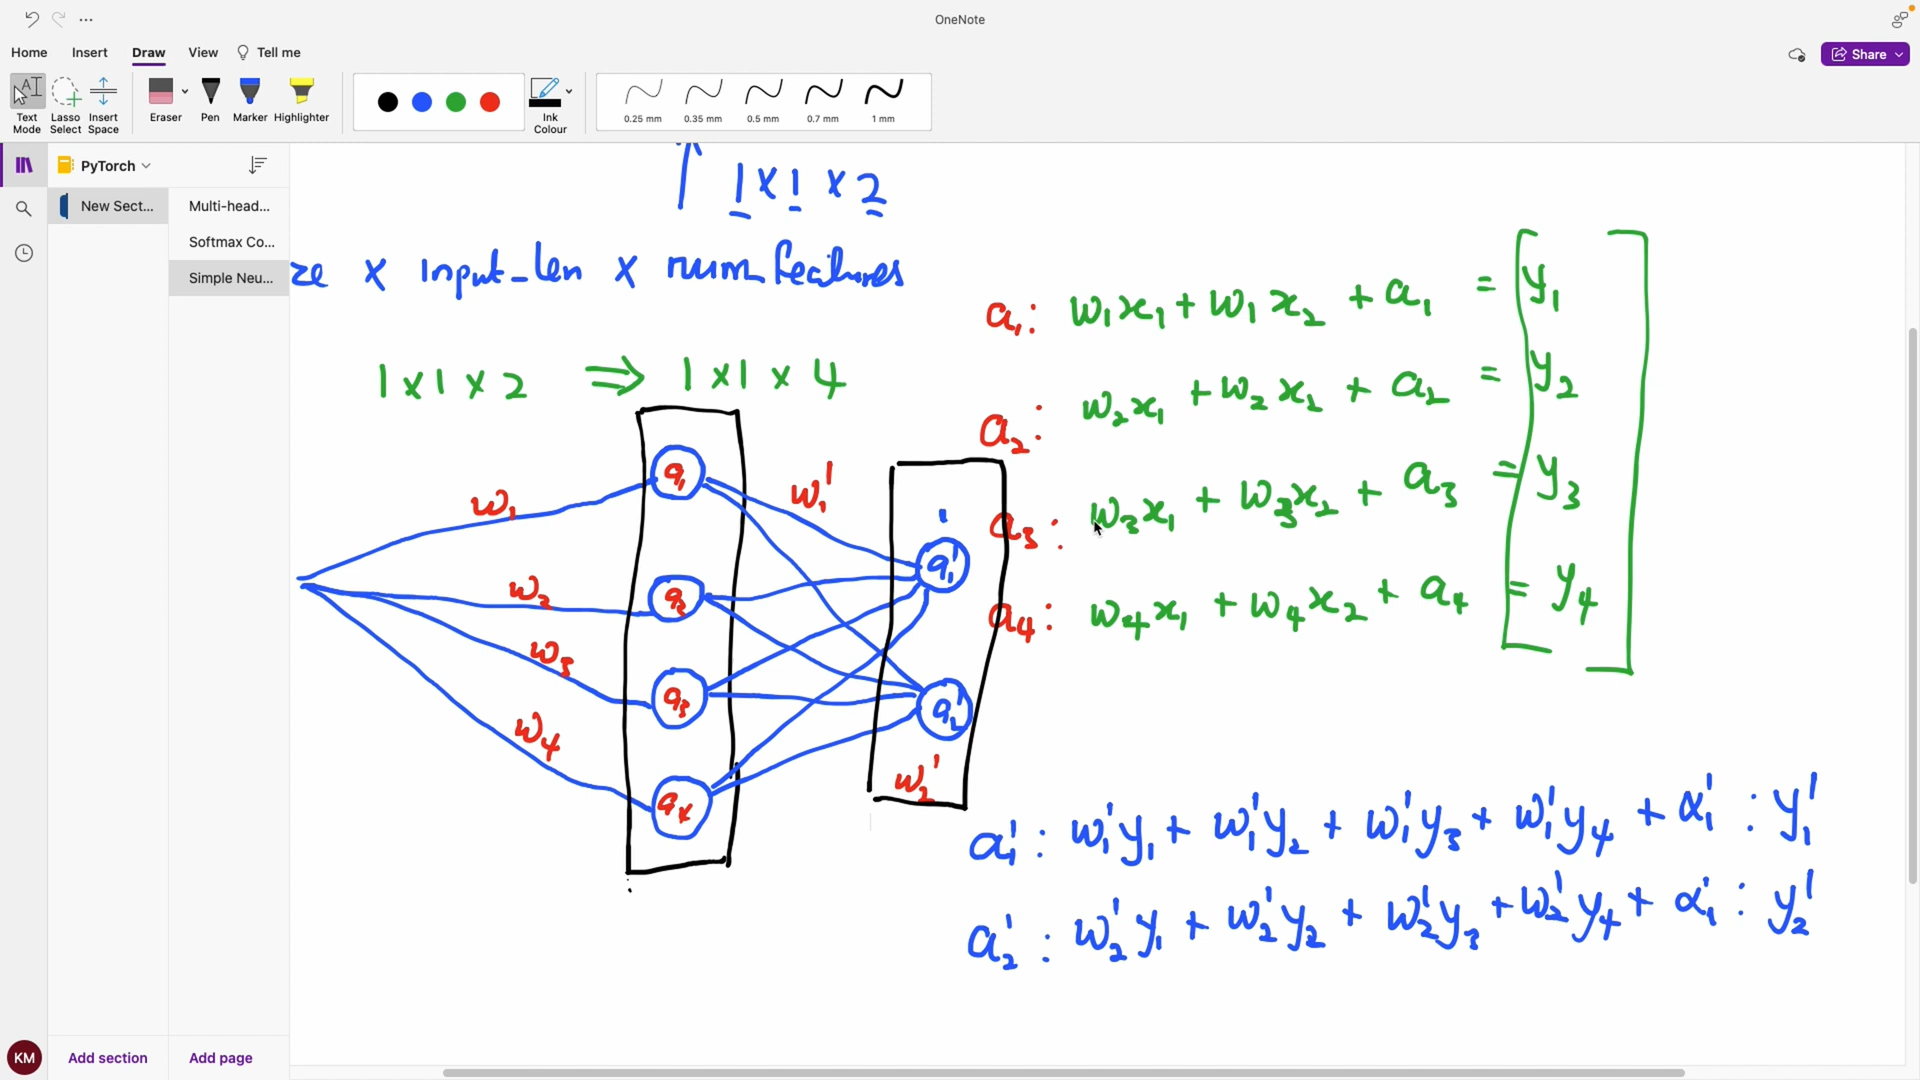 OneNote
Home Insert Draw View Tell me
Share
Text Mode
Lasso Select
Insert Space
Eraser
Pen
Marker
Highlighter
Ink Colour
0.25 mm
0.35 mm
0.5 mm
0.7 mm
1 mm
PyTorch
New Sect...
Multi-head...
Softmax Co...
Simple Neu...
1 x 1 x 2
ze x input_len x num_features
1 x 1 x 2 ⇒ 1 x 1 x 4
a₁: w₁x₁ + w₁x₂ + a₁ = y₁
a₂: w₂x₁ + w₂x₂ + a₂ = y₂
a₃: w₃x₁ + w₃x₂ + a₃ = y₃
a₄: w₄x₁ + w₄x₂ + a₄ = y₄
w₁
w₂
w₃
w₄
a₁
a₂
a₃
a₄
w₁'
a₁'
a₂'
w₂'
a₁': w₁'y₁ + w₁'y₂ + w₁'y₃ + w₁'y₄ + α₁' : y₁'
a₂': w₂'y₁ + w₂'y₂ + w₂'y₃ + w₂'y₄ + α₁' : y₂'
KM
Add section
Add page